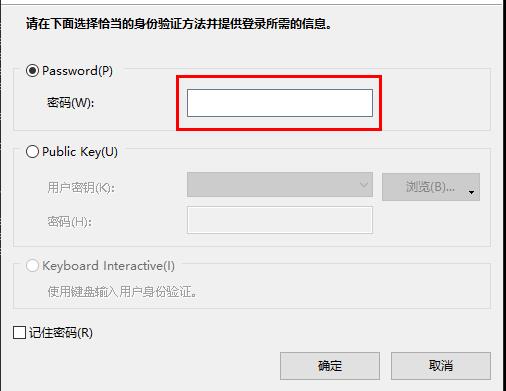 请在下面选择恰当的身份验证方法并提供登录所需的信息。
Password(P)
密码(W):
Public Key(U)
用户密钥(K):
浏览(B)...
密码(H):
Keyboard Interactive(I)
使用键盘输入用户身份验证。
记住密码(R)
确定
取消